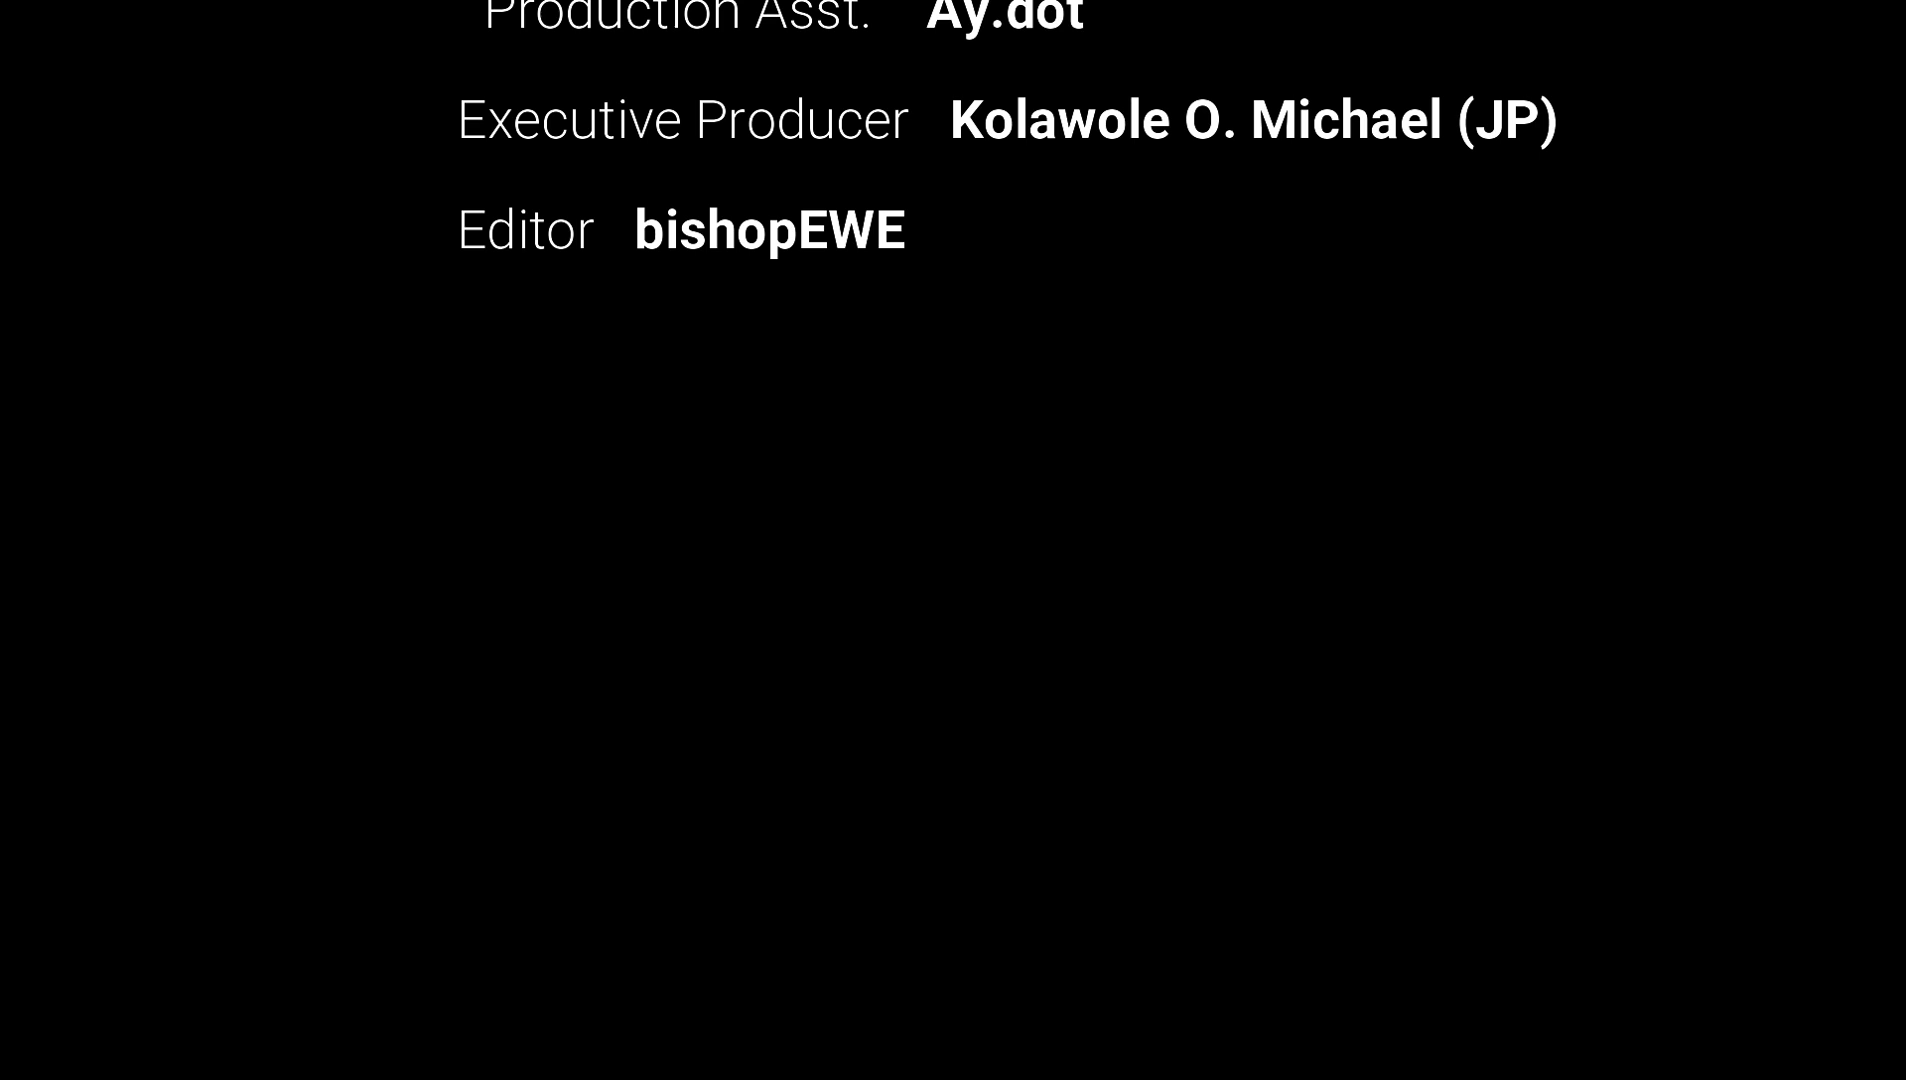 Production Asst. Ay.dot
Executive Producer Kolawole O. Michael (JP)
Editor bishopEWE